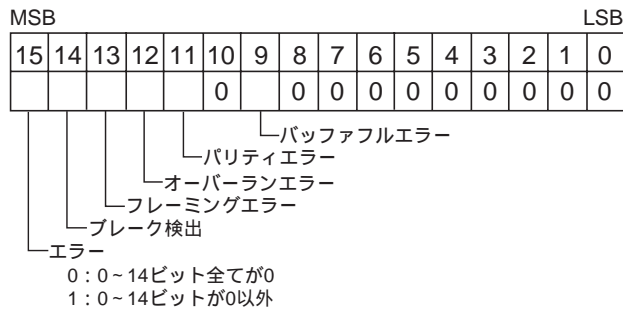 MSB LSB
15 14 13 12 11 10 9 8 7 6 5 4 3 2 1 0
0 0 0 0 0 0 0 0 0 0
バッファフルエラー
パリティエラー
オーバーランエラー
フレーミングエラー
ブレーク検出
エラー
0：0~14ビット全てが0
1：0~14ビットが0以外